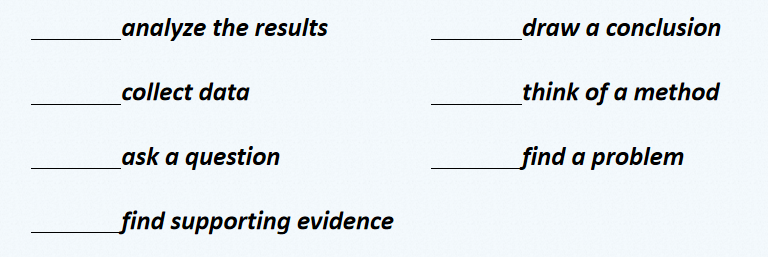 ________analyze the results ________draw a conclusion
________collect data ________think of a method
________ask a question ________find a problem
________find supporting evidence